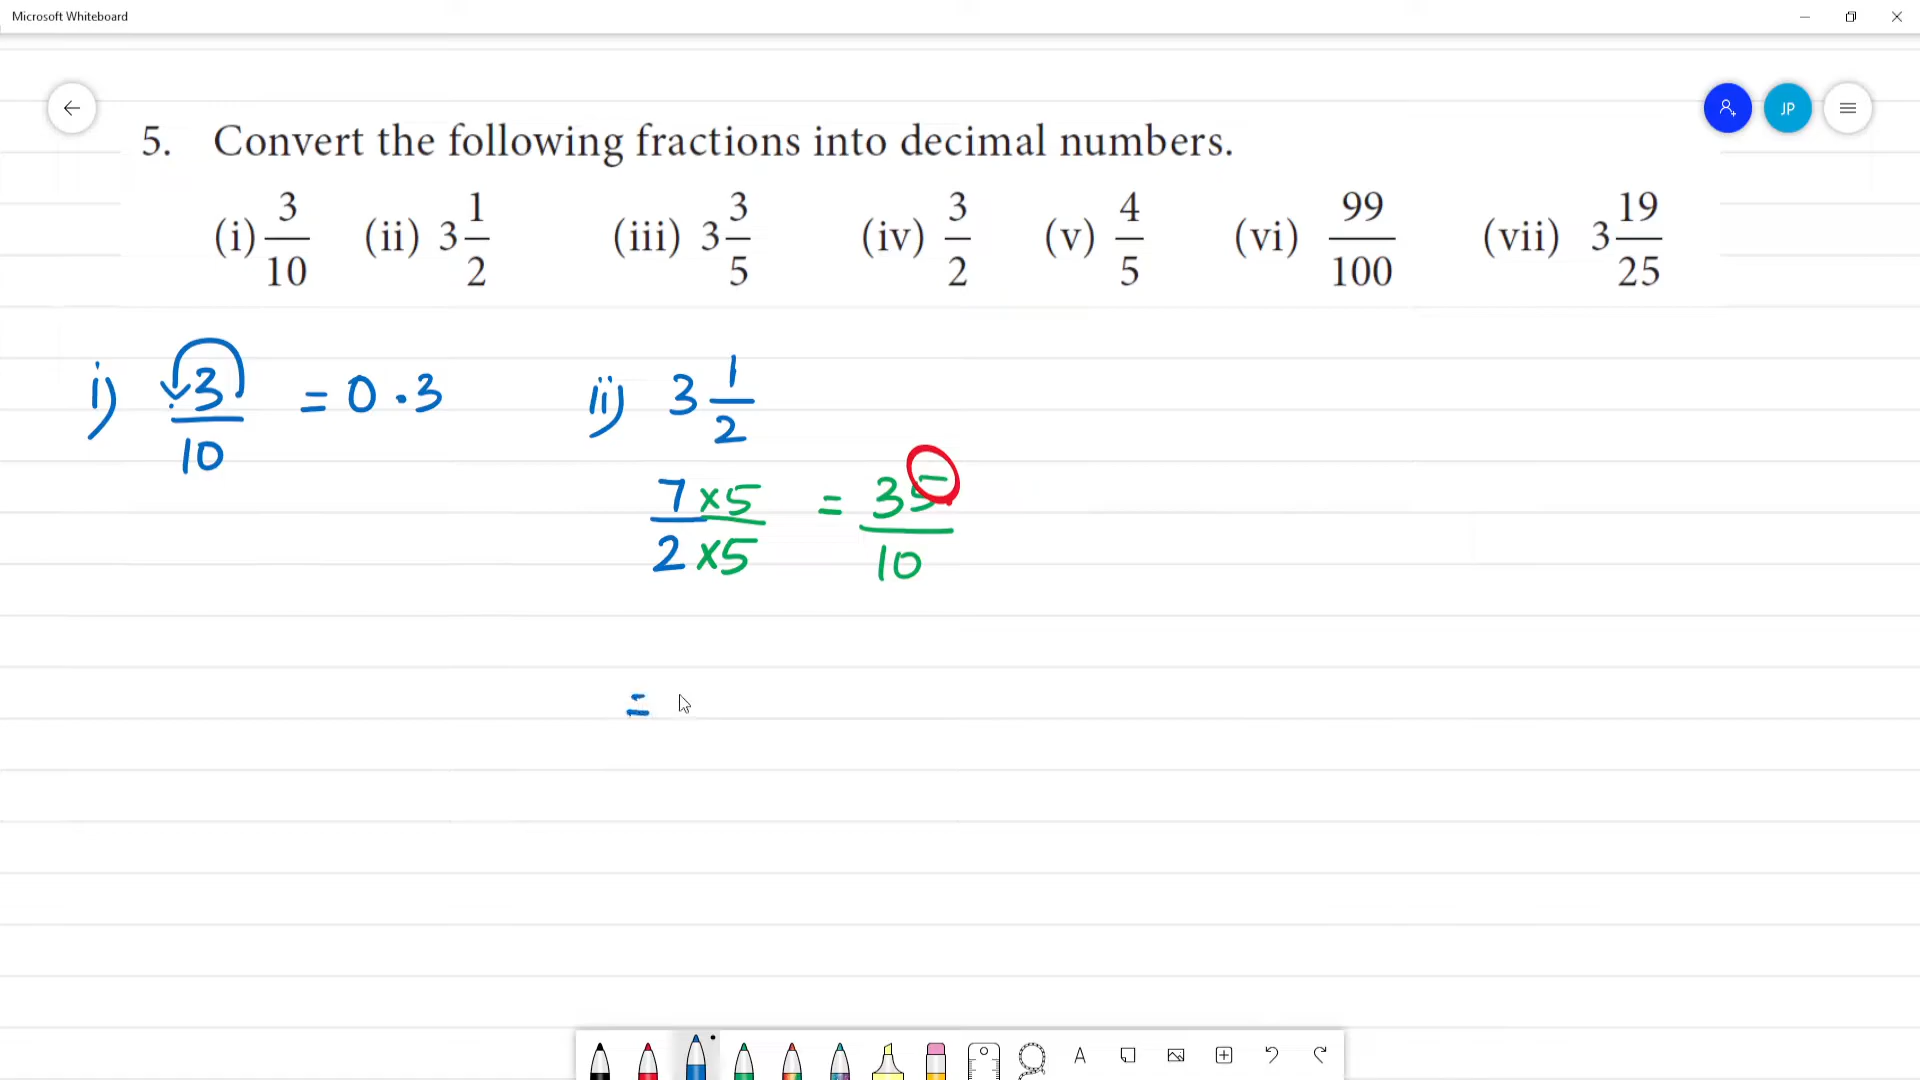 Microsoft Whiteboard
JP
5. Convert the following fractions into decimal numbers.
(i) 3/10 (ii) 3 1/2 (iii) 3 3/5 (iv) 3/2 (v) 4/5 (vi) 99/100 (vii) 3 19/25
i) .3/10 = 0.3 ii) 3 1/2
7×5/2×5 = 35/10
=
A